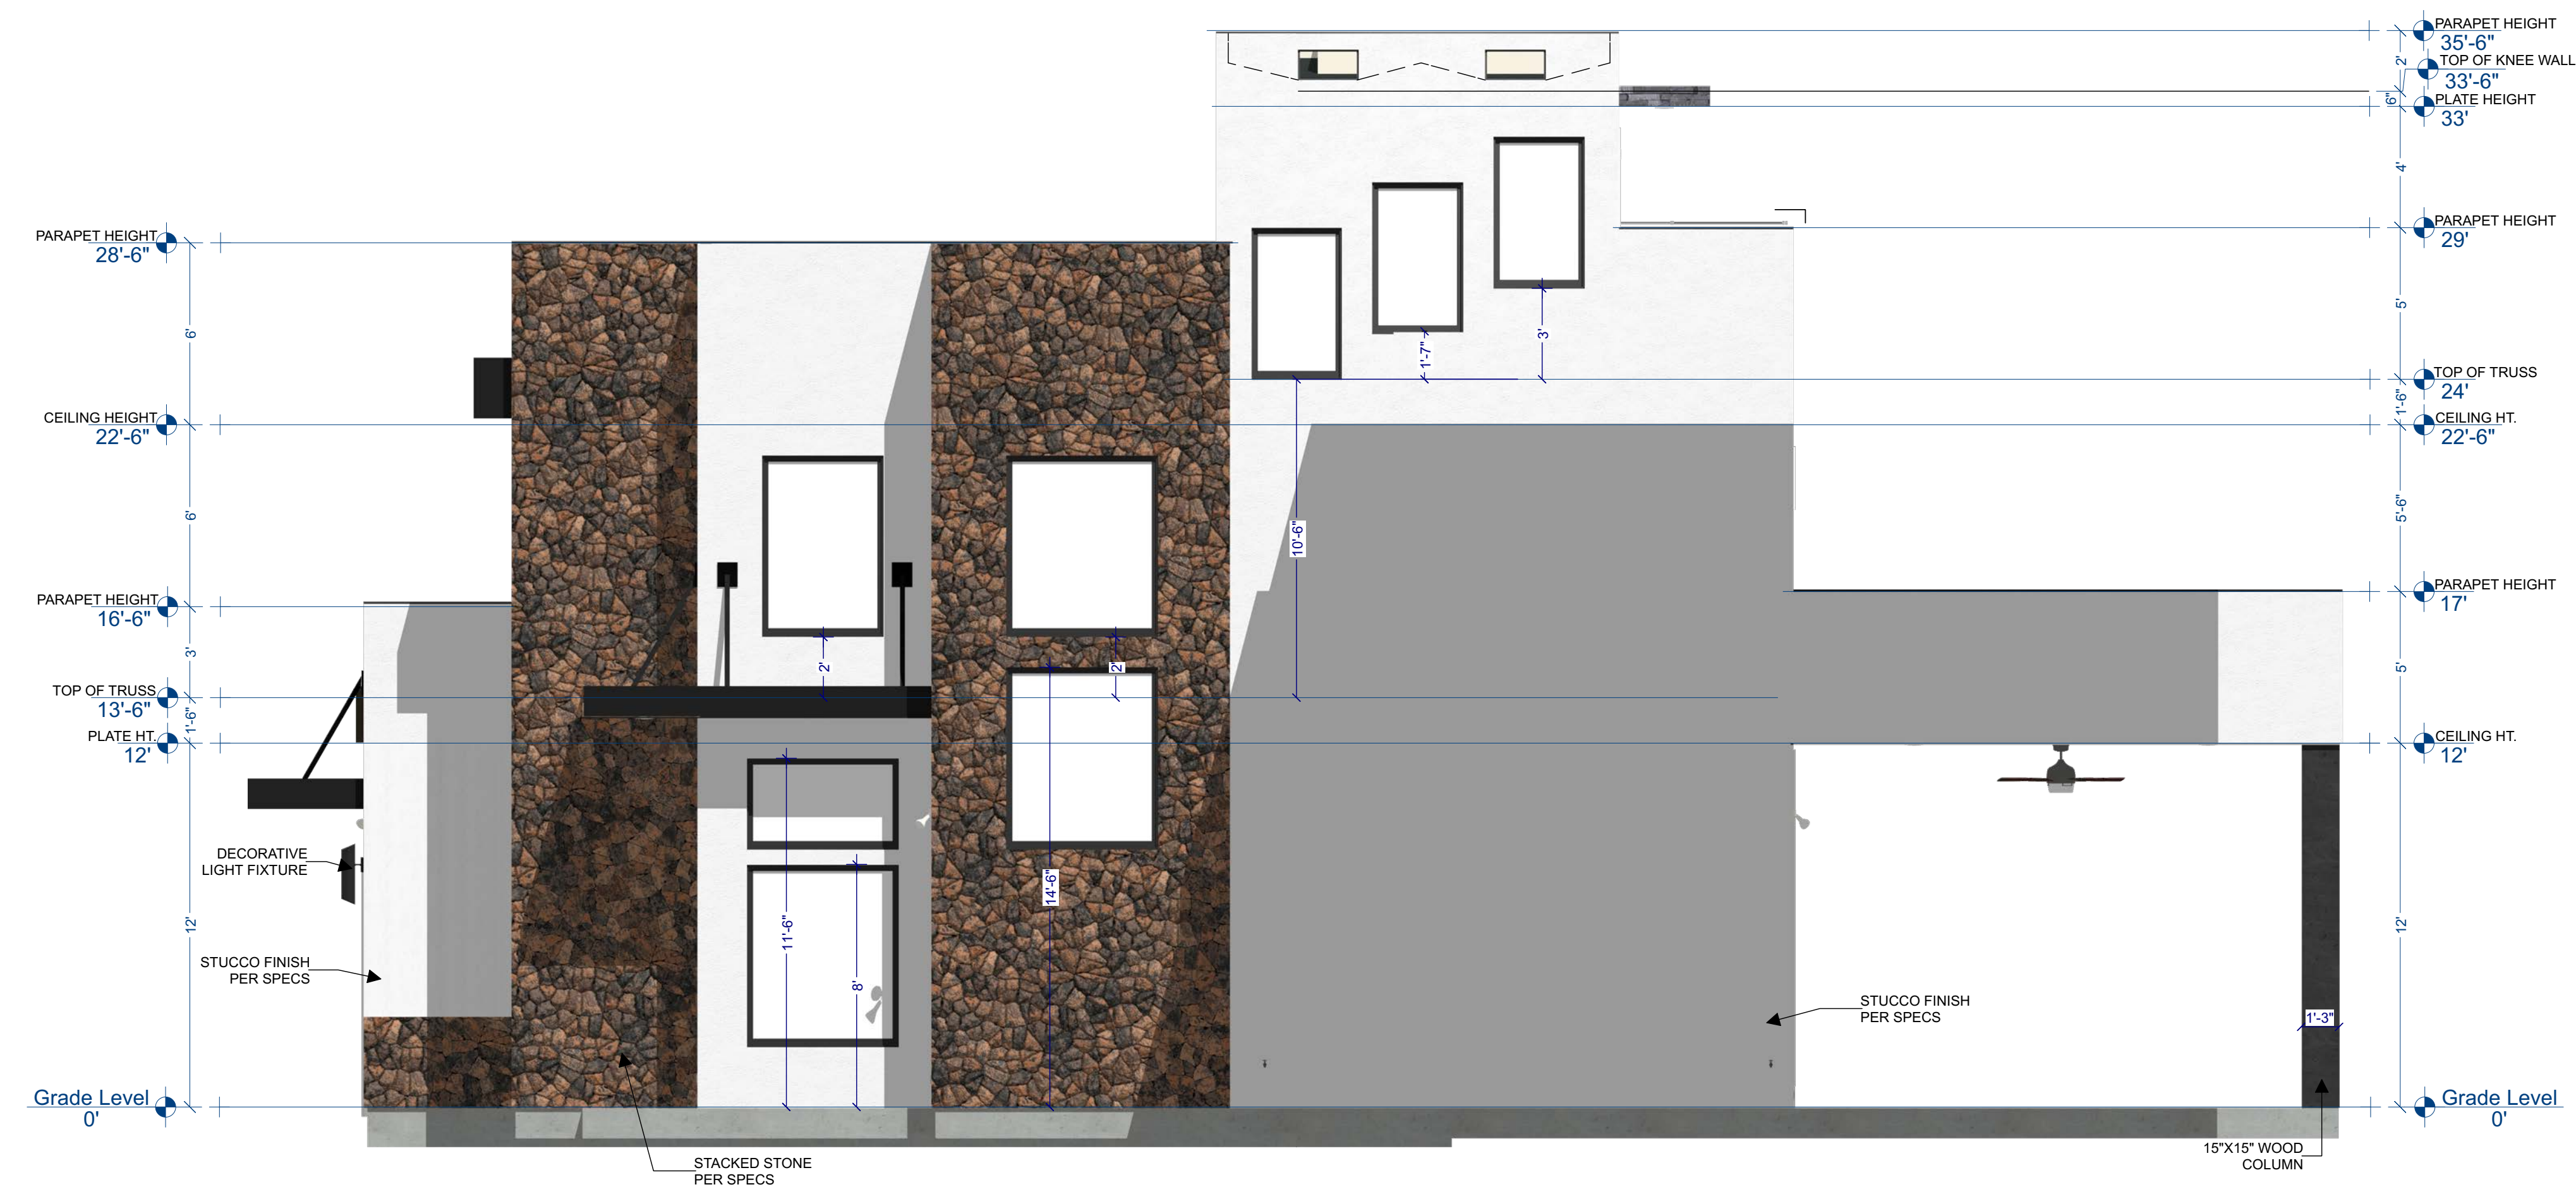 PARAPET HEIGHT
35'-6"
2'
TOP OF KNEE WALL
33'-6"
6"
PLATE HEIGHT
33'
4'
PARAPET HEIGHT
28'-6"
PARAPET HEIGHT
29'
6'
5'
3'
1'-7"
TOP OF TRUSS
24'
1'-6"
CEILING HEIGHT
22'-6"
CEILING HT.
22'-6"
6'
10'-6"
5'-6"
PARAPET HEIGHT
16'-6"
PARAPET HEIGHT
17'
3'
2'
2'
5'
TOP OF TRUSS
13'-6"
1'-6"
PLATE HT.
12'
CEILING HT.
12'
DECORATIVE
LIGHT FIXTURE
14'-6"
12'
11'-6"
12'
STUCCO FINISH
PER SPECS
8'
STUCCO FINISH
PER SPECS
1'-3"
Grade Level
0'
Grade Level
0'
15"X15" WOOD
COLUMN
STACKED STONE
PER SPECS